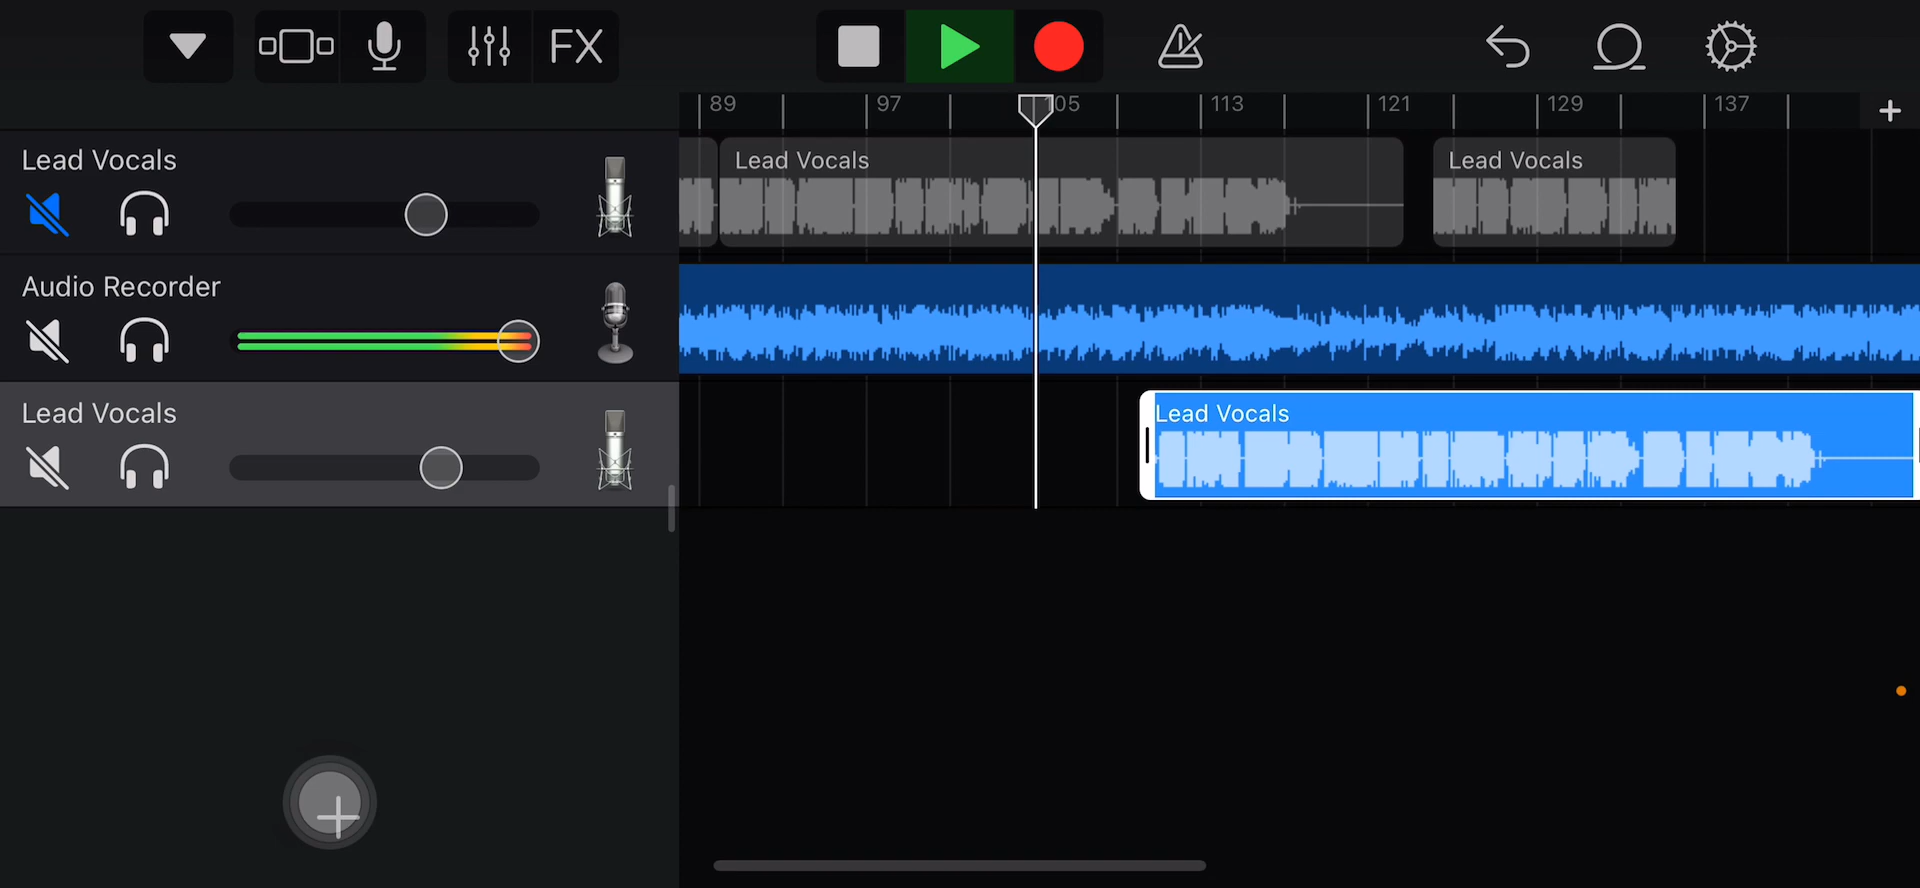 FX
89 97 105 113 121 129 137
Lead Vocals
Lead Vocals Lead Vocals
Audio Recorder
Lead Vocals
Lead Vocals